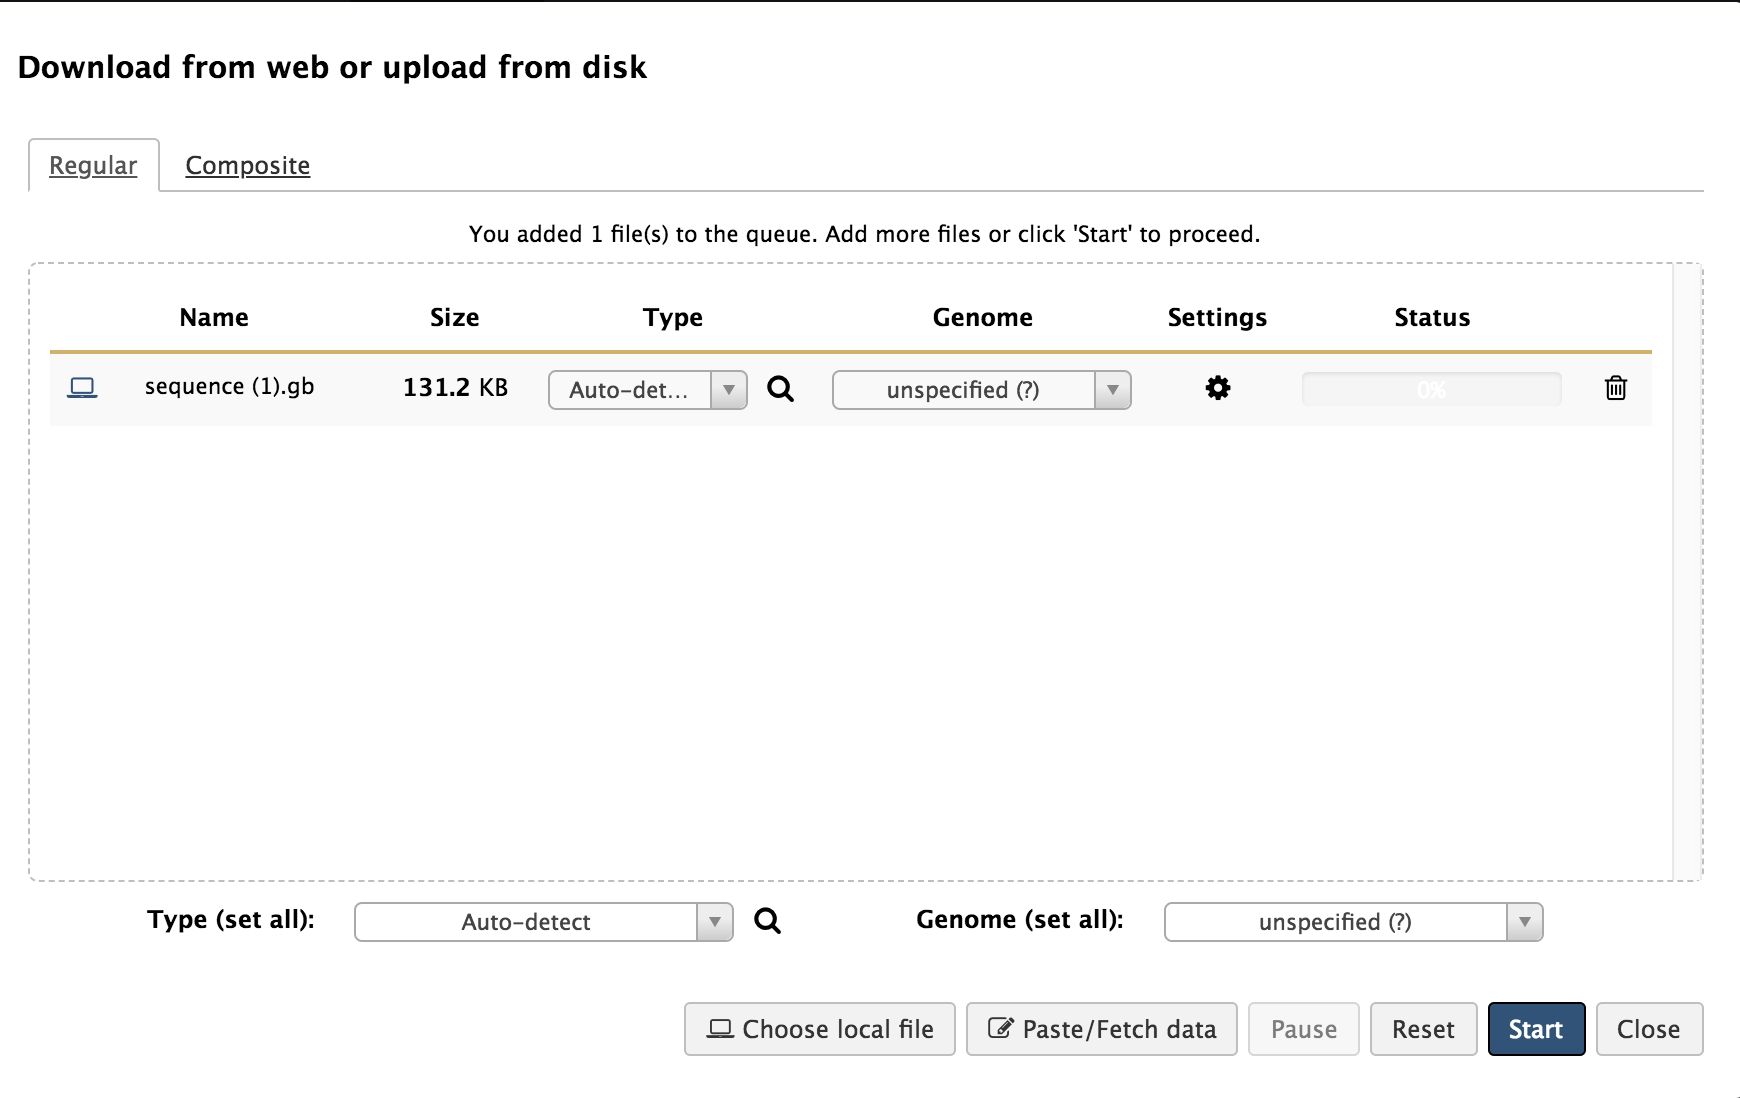 Download from web or upload from disk
Regular Composite
You added 1 file(s) to the queue. Add more files or click 'Start' to proceed.
Name Size Type Genome Settings Status
sequence (1).gb 131.2 KB Auto-det... unspecified (?) 0%
Type (set all): Auto-detect Genome (set all): unspecified (?)
Choose local file Paste/Fetch data Pause Reset Start Close